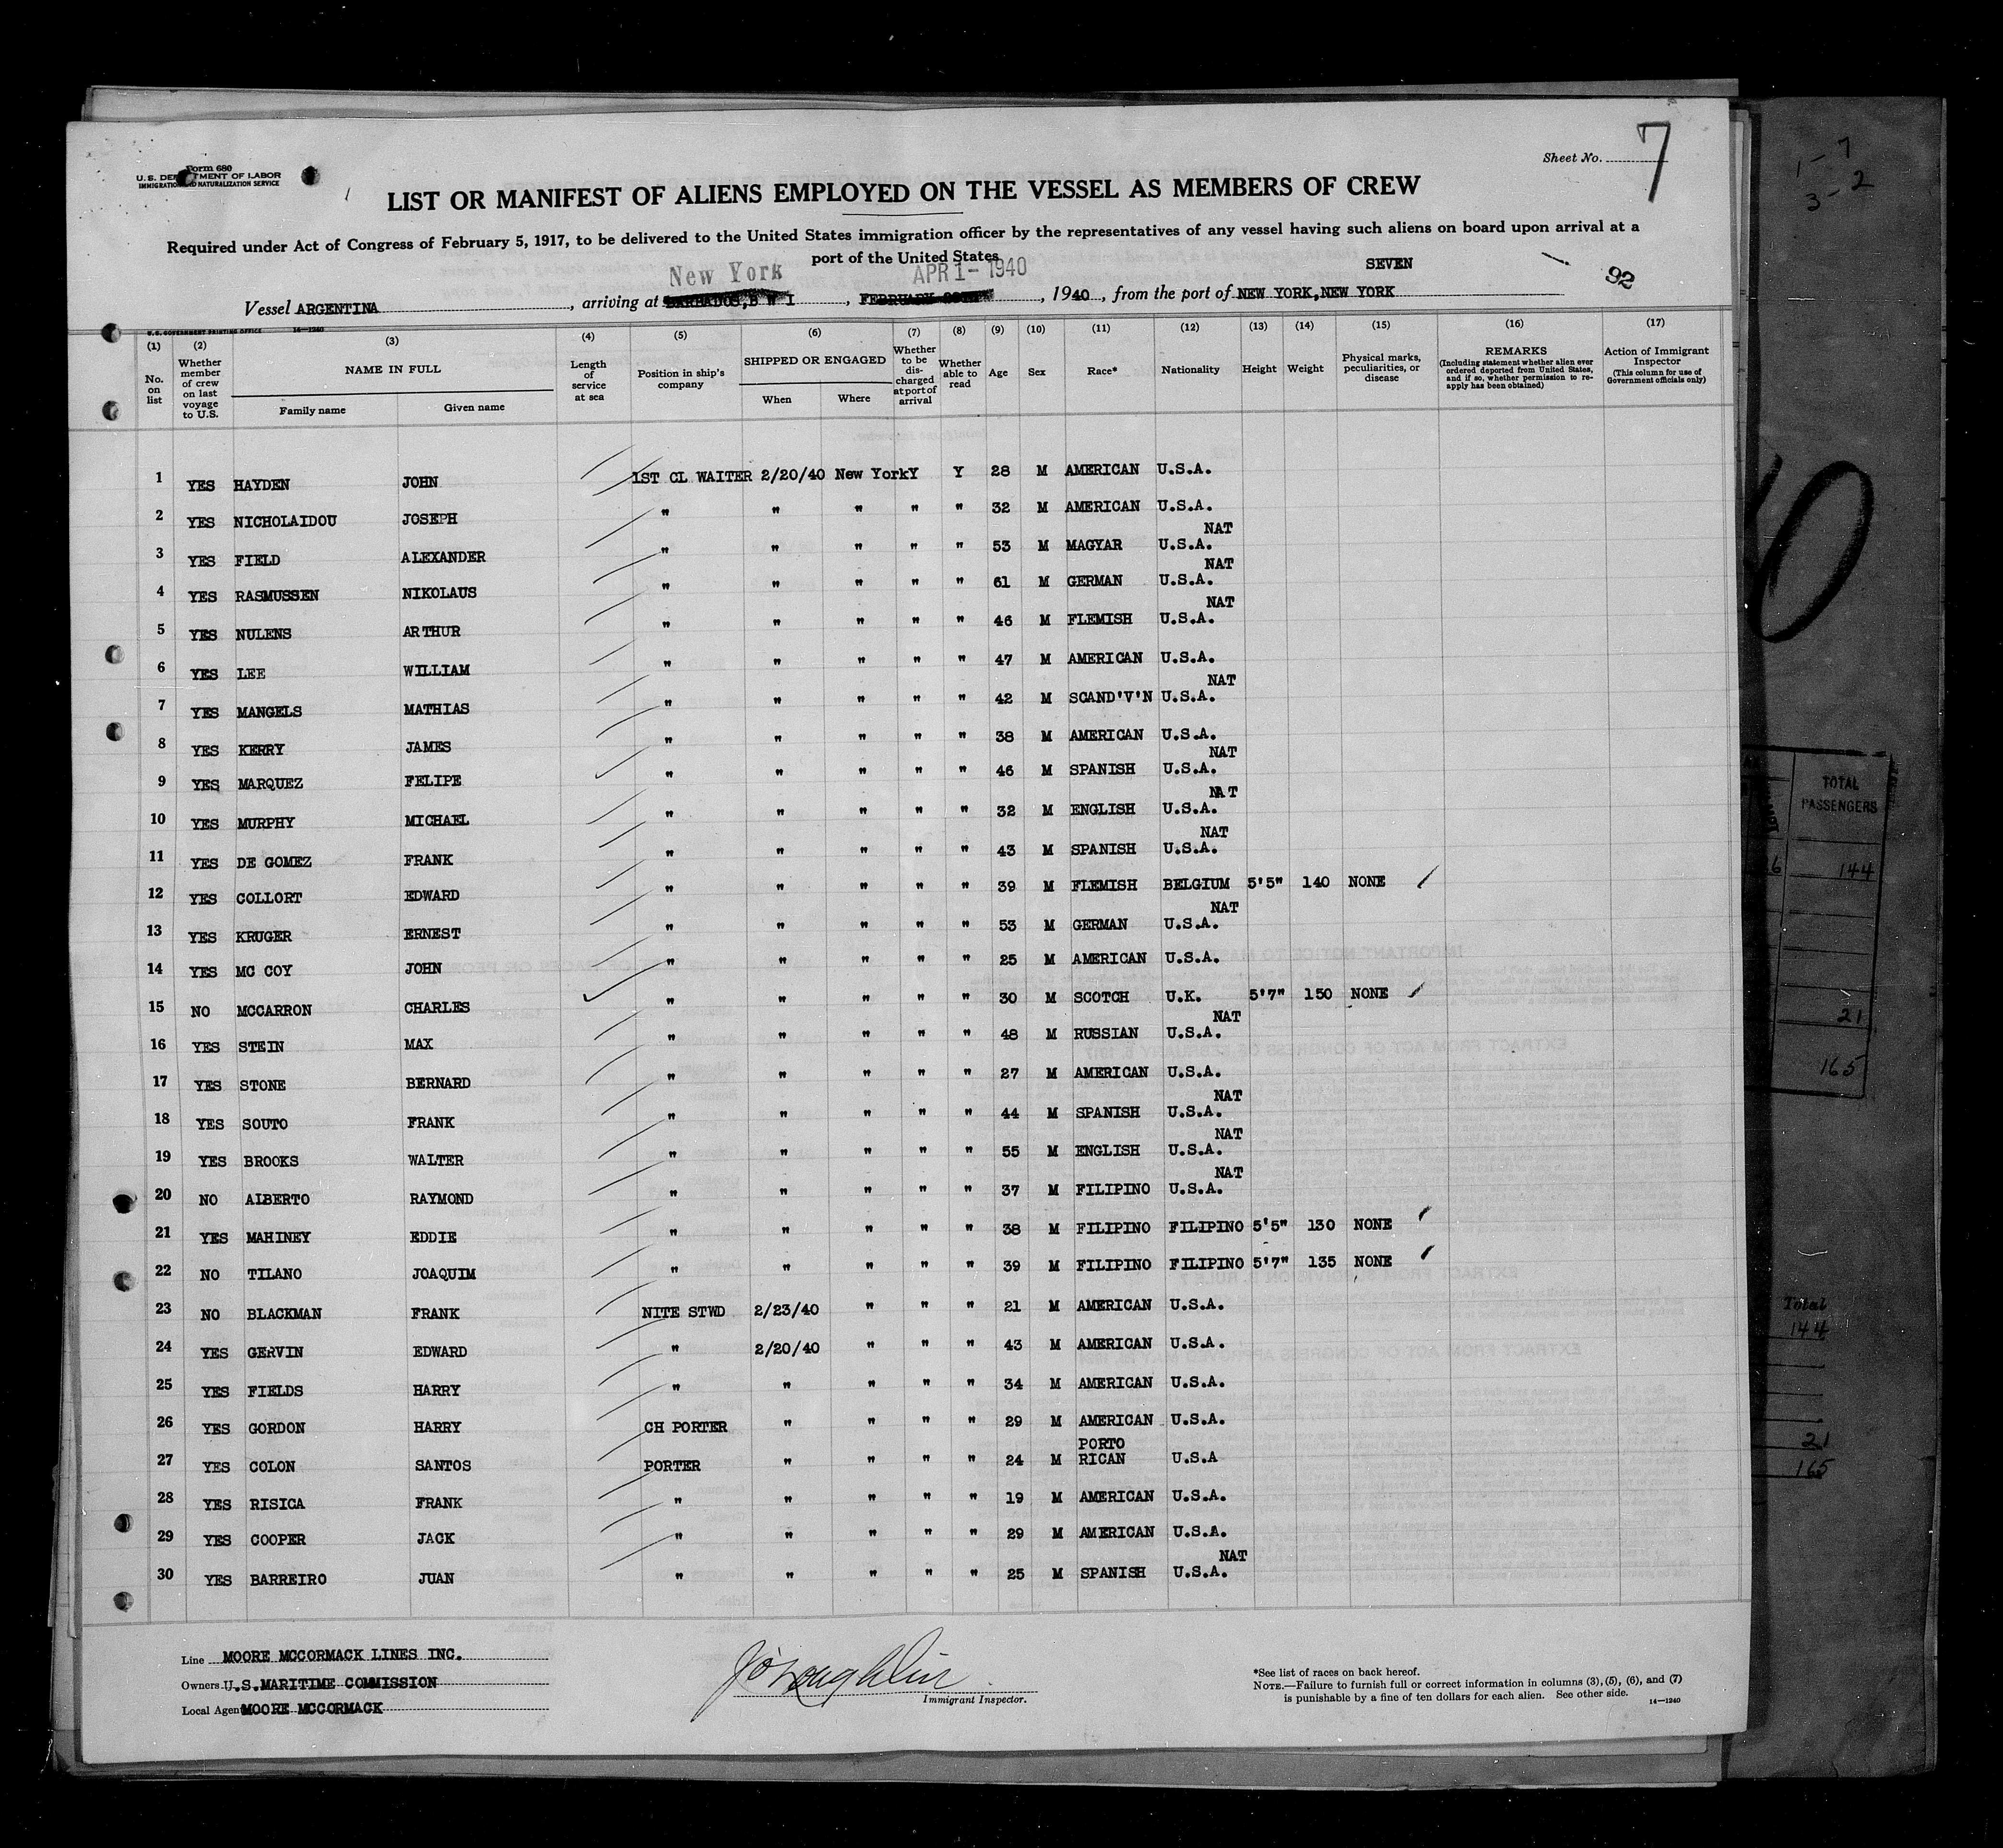 Form 680
U. S. DEPARTMENT OF LABOR
IMMIGRATION AND NATURALIZATION SERVICE
Sheet No. 7
LIST OR MANIFEST OF ALIENS EMPLOYED ON THE VESSEL AS MEMBERS OF CREW
Required under Act of Congress of February 5, 1917, to be delivered to the United States immigration officer by the representatives of any vessel having such aliens on board upon arrival at a
port of the United States
SEVEN
92
New York APR 1 - 1940
Vessel ARGENTINA, arriving at BARBADOS, B W I, FEBRUARY, 1940, from the port of NEW YORK, NEW YORK
U. S. GOVERNMENT PRINTING OFFICE 14—1240
(1) No. on list
(2) Whether member of crew on last voyage to U.S.
(3) NAME IN FULL Family name Given name
(4) Length of service at sea
(5) Position in ship's company
(6) SHIPPED OR ENGAGED When Where
(7) Whether to be discharged at port of arrival
(8) Whether able to read
(9) Age
(10) Sex
(11) Race*
(12) Nationality
(13) Height
(14) Weight
(15) Physical marks, peculiarities, or disease
(16) REMARKS (Including statement whether alien ever ordered deported from United States, and if so, whether permission to re-apply has been obtained)
(17) Action of Immigrant Inspector (This column for use of Government officials only)
1 YES HAYDEN JOHN 1ST CL WAITER 2/20/40 New York Y Y 28 M AMERICAN U.S.A.
2 YES NICHOLAIDOU JOSEPH " " " " " 32 M AMERICAN U.S.A.
3 YES FIELD ALEXANDER " " " " " 53 M MAGYAR U.S.A. NAT
4 YES RASMUSSEN NIKOLAUS " " " " " 61 M GERMAN U.S.A. NAT
5 YES NULENS ARTHUR " " " " " 46 M FLEMISH U.S.A. NAT
6 YES LEE WILLIAM " " " " " 47 M AMERICAN U.S.A.
7 YES MANGELS MATHIAS " " " " " 42 M SCAND'V'N U.S.A. NAT
8 YES KERRY JAMES " " " " " 38 M AMERICAN U.S.A.
9 YES MARQUEZ FELIPE " " " " " 46 M SPANISH U.S.A. NAT
10 YES MURPHY MICHAEL " " " " " 32 M ENGLISH U.S.A. NAT
11 YES DE GOMEZ FRANK " " " " " 43 M SPANISH U.S.A. NAT
12 YES COLLORT EDWARD " " " " " 39 M FLEMISH BELGIUM 5'5" 140 NONE
13 YES KRUGER ERNEST " " " " " 53 M GERMAN U.S.A. NAT
14 YES MC COY JOHN " " " " " 25 M AMERICAN U.S.A.
15 NO MCCARRON CHARLES " " " " " 30 M SCOTCH U.K. 5'7" 150 NONE
16 YES STEIN MAX " " " " " 48 M RUSSIAN U.S.A. NAT
17 YES STONE BERNARD " " " " " 27 M AMERICAN U.S.A.
18 YES SOUTO FRANK " " " " " 44 M SPANISH U.S.A. NAT
19 YES BROOKS WALTER " " " " " 55 M ENGLISH U.S.A. NAT
20 NO ALBERTO RAYMOND " " " " " 37 M FILIPINO U.S.A. NAT
21 YES MAHINEY EDDIE " " " " " 38 M FILIPINO FILIPINO 5'5" 130 NONE
22 NO TILANO JOAQUIM " " " " " 39 M FILIPINO FILIPINO 5'7" 135 NONE
23 NO BLACKMAN FRANK NITE STWD 2/23/40 " " " 21 M AMERICAN U.S.A.
24 YES GERVIN EDWARD " 2/20/40 " " " 43 M AMERICAN U.S.A.
25 YES FIELDS HARRY " " " " " 34 M AMERICAN U.S.A.
26 YES GORDON HARRY CH PORTER " " " " 29 M AMERICAN U.S.A.
27 YES COLON SANTOS PORTER " " " " 24 M PORTO RICAN U.S.A
28 YES RISICA FRANK " " " " " 19 M AMERICAN U.S.A.
29 YES COOPER JACK " " " " " 29 M AMERICAN U.S.A.
30 YES BARREIRO JUAN " " " " " 25 M SPANISH U.S.A. NAT
Line MOORE MCCORMACK LINES INC.
Owners U.S.MARITIME COMMISSION
Local Agent MOORE MCCORMACK
J O'Loughlin
Immigrant Inspector.
*See list of races on back hereof.
NOTE.—Failure to furnish full or correct information in columns (3), (5), (6), and (7)
is punishable by a fine of ten dollars for each alien. See other side.
14—1240
1 - 7
3 - 2
TOTAL
PASSENGERS
144
21
165
Total
144
21
165